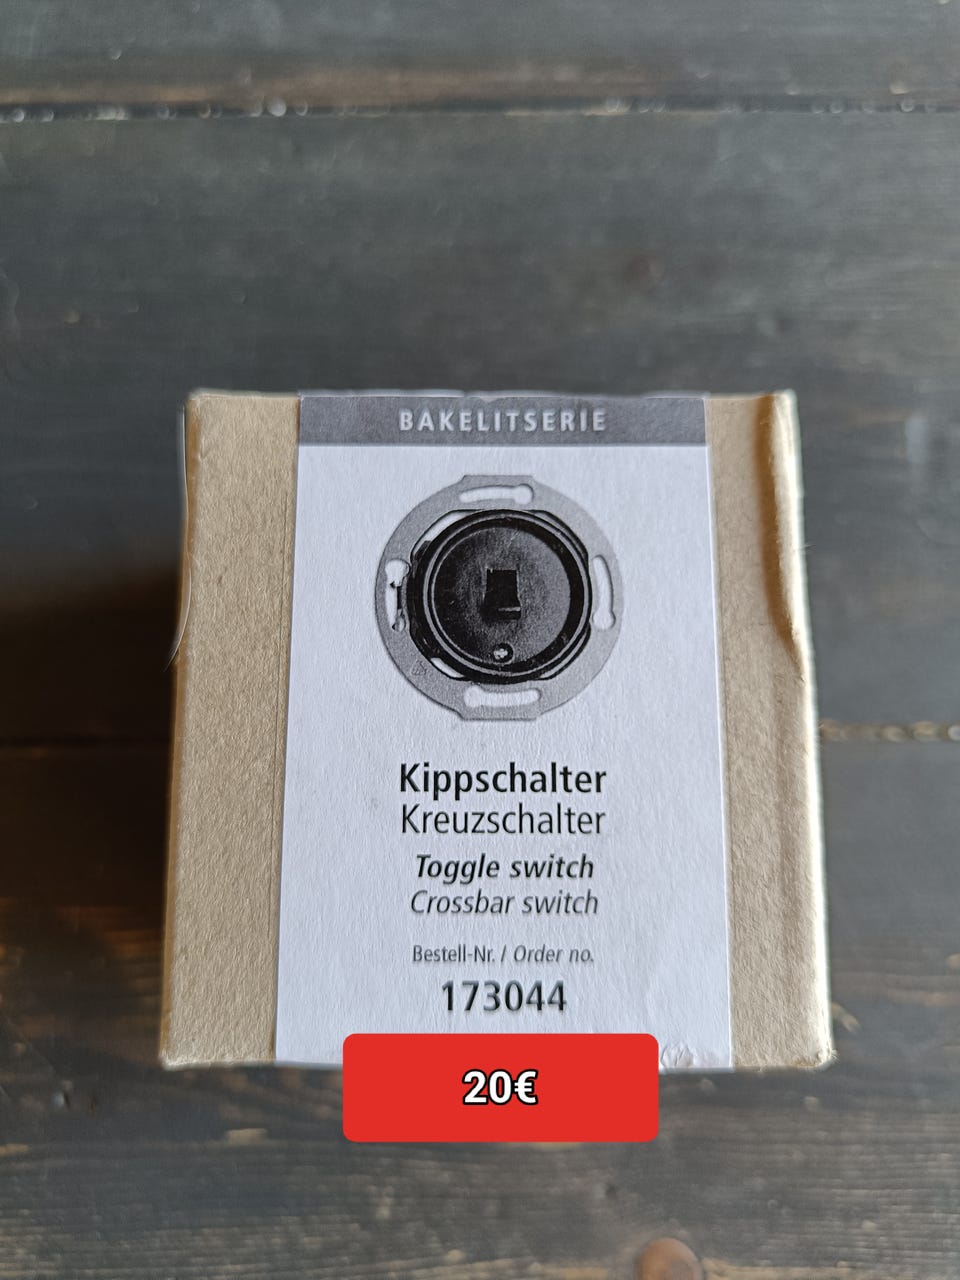 BAKELITSERIE
Kippschalter
Kreuzschalter
Toggle switch
Crossbar switch
Bestell-Nr. / Order no.
173044
20€